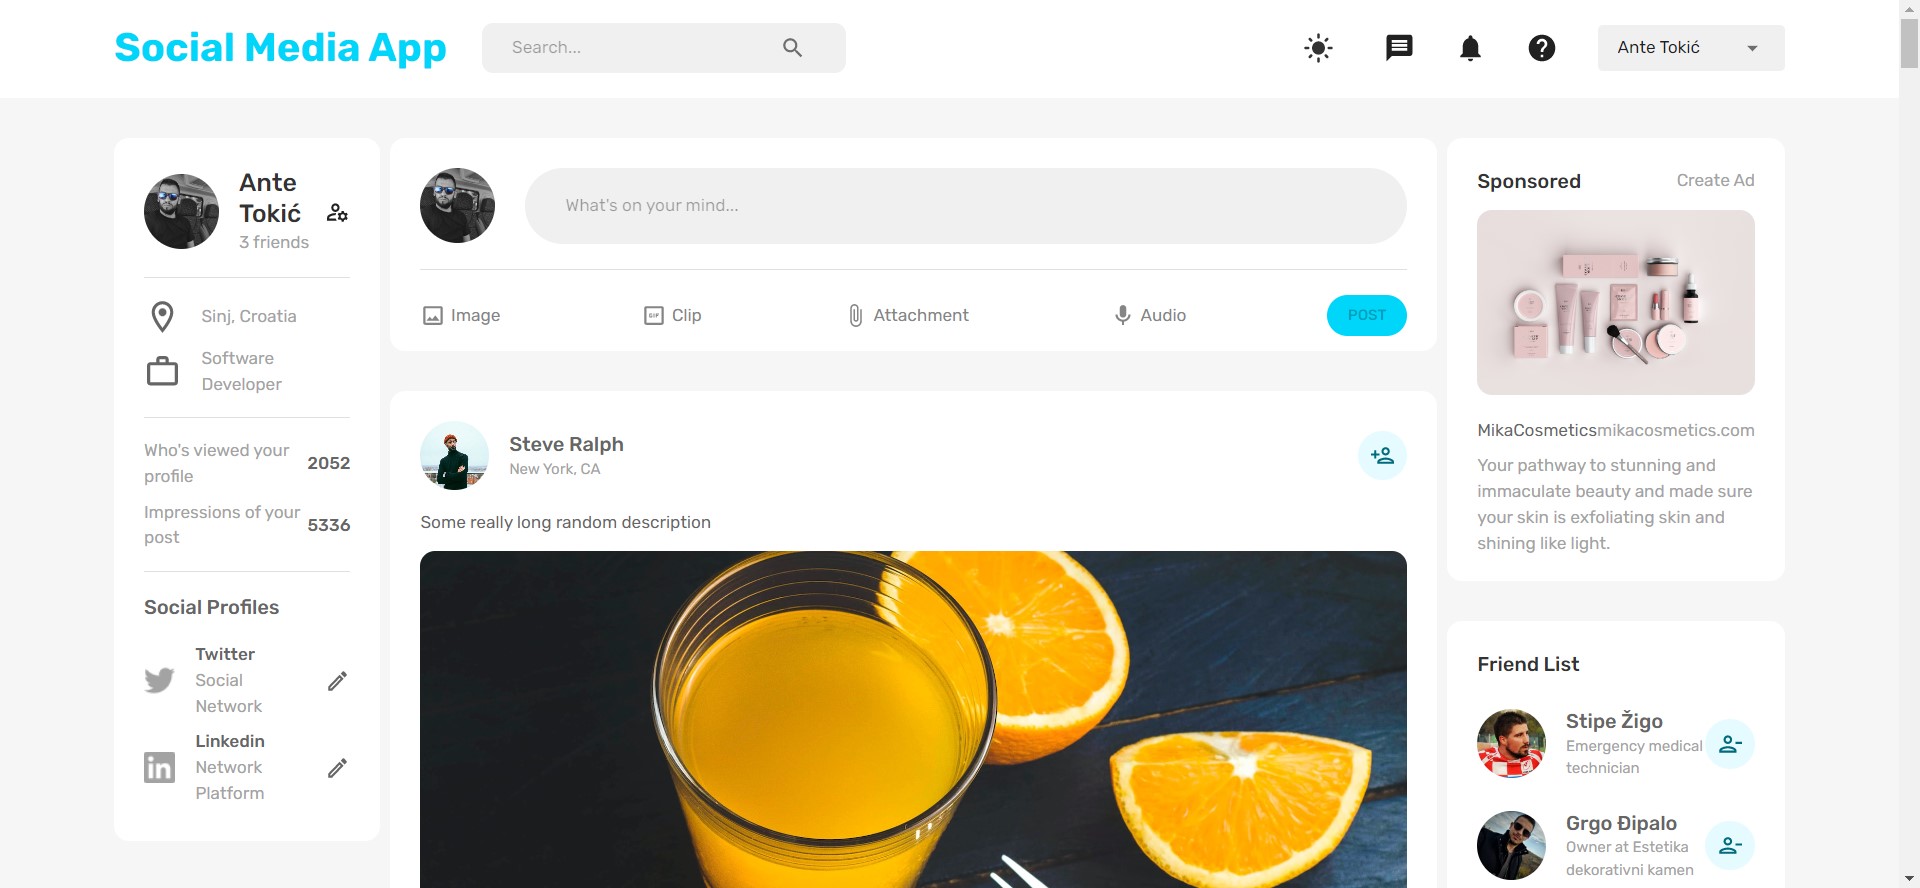 Social Media App
Search...
Ante Tokić
Ante
Tokić
3 friends
Sinj, Croatia
Software
Developer
Who's viewed your
profile
2052
Impressions of your
post
5336
Social Profiles
Twitter
Social
Network
Linkedin
Network
Platform
What's on your mind...
Image
GIF
Clip
Attachment
Audio
POST
Steve Ralph
New York, CA
Some really long random description
Sponsored
Create Ad
MikaCosmetics
mikacosmetics.com
Your pathway to stunning and
immaculate beauty and made sure
your skin is exfoliating skin and
shining like light.
Friend List
Stipe Žigo
Emergency medical
technician
Grgo Đipalo
Owner at Estetika
dekorativni kamen